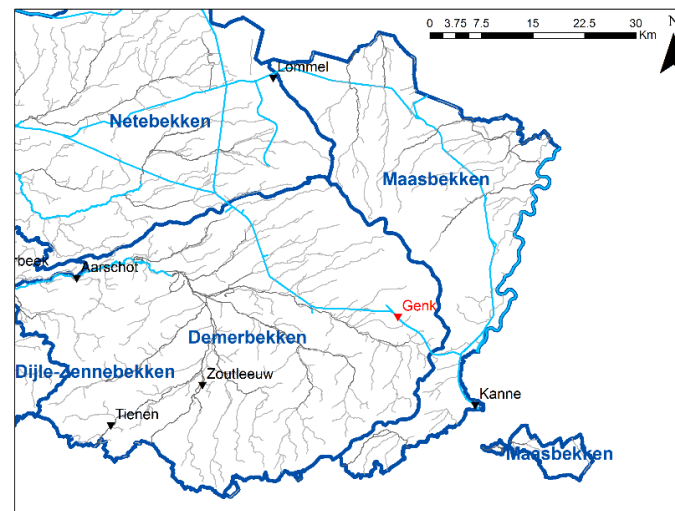 0 3.75 7.5 15 22.5 30
Km
N
Lommel
Netebekken
Maasbekken
rbeek
Aarschot
Genk
Demerbekken
Dijle-Zennebekken
Zoutleeuw
Kanne
Tienen
Maasbekken